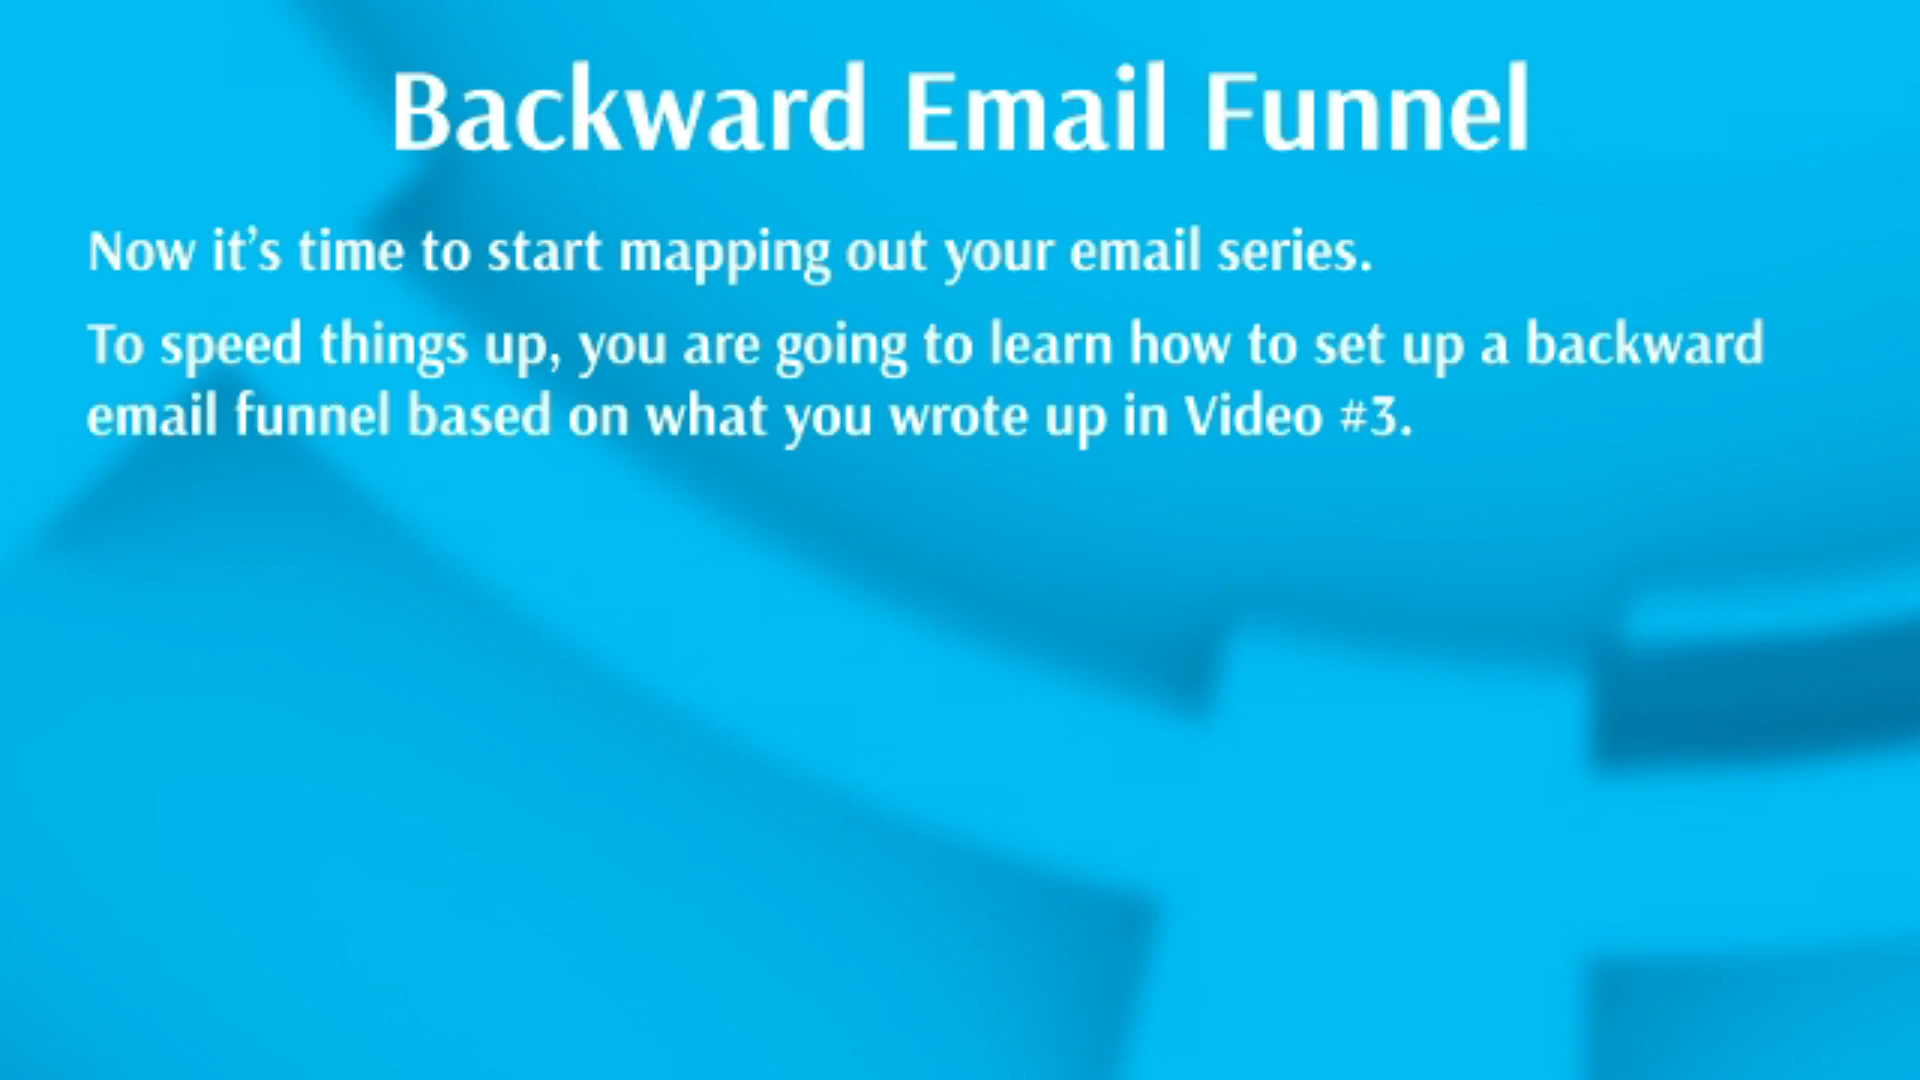 Backward Email Funnel
Now it’s time to start mapping out your email series.
To speed things up, you are going to learn how to set up a backward
email funnel based on what you wrote up in Video #3.